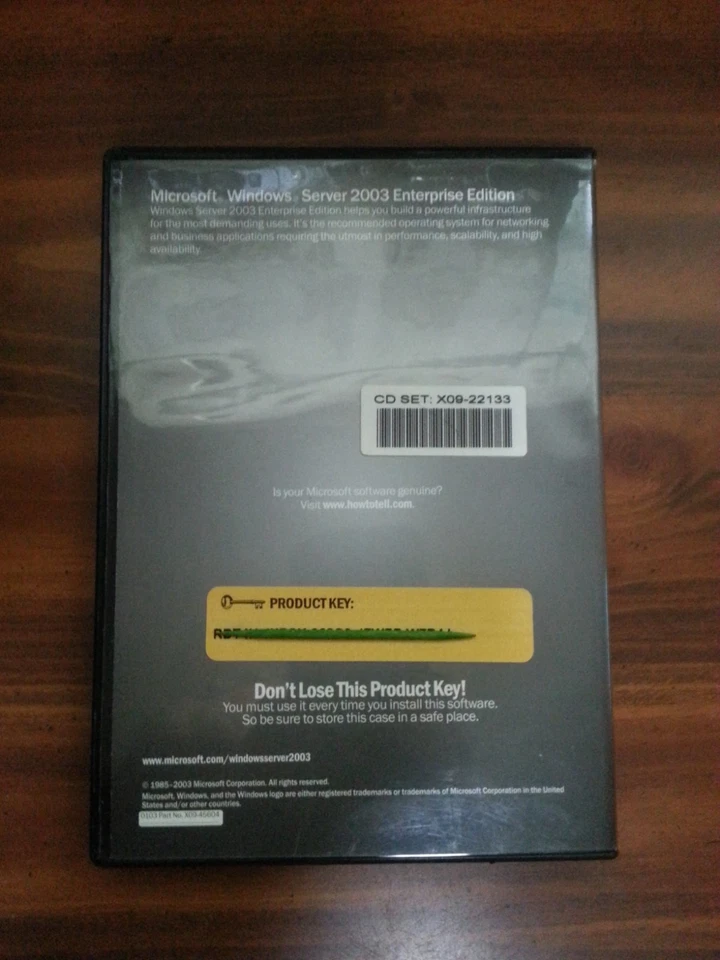 Microsoft Windows Server 2003 Enterprise Edition
Windows Server 2003 Enterprise Edition helps you build a powerful infrastructure
for the most demanding uses. It's the recommended operating system for networking
and business applications requiring the utmost in performance, scalability, and high
availability.
CD SET: X09-22133
Is your Microsoft software genuine?
Visit www.howtotell.com.
PRODUCT KEY:
Don't Lose This Product Key!
You must use it every time you install this software.
So be sure to store this case in a safe place.
www.microsoft.com/windowsserver2003
© 1985-2003 Microsoft Corporation. All rights reserved.
Microsoft, Windows, and the Windows logo are either registered trademarks or trademarks of Microsoft Corporation in the United
States and/or other countries.
0103 Part No. X09-45604